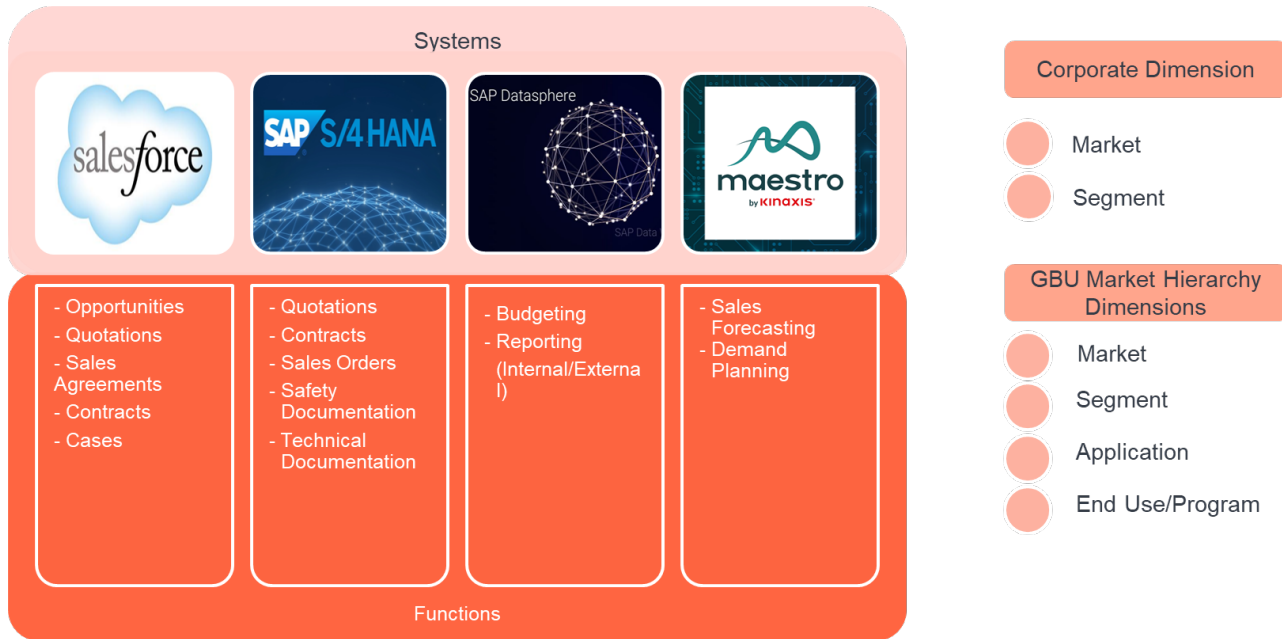 Systems
salesforce
SAP S/4 HANA
SAP Datasphere
SAP Data
maestro
by KINAXIS
- Opportunities
- Quotations
- Sales
Agreements
- Contracts
- Cases
- Quotations
- Contracts
- Sales Orders
- Safety
Documentation
- Technical
Documentation
- Budgeting
- Reporting
(Internal/Externa
l)
- Sales
Forecasting
- Demand
Planning
Functions
Corporate Dimension
Market
Segment
GBU Market Hierarchy
Dimensions
Market
Segment
Application
End Use/Program